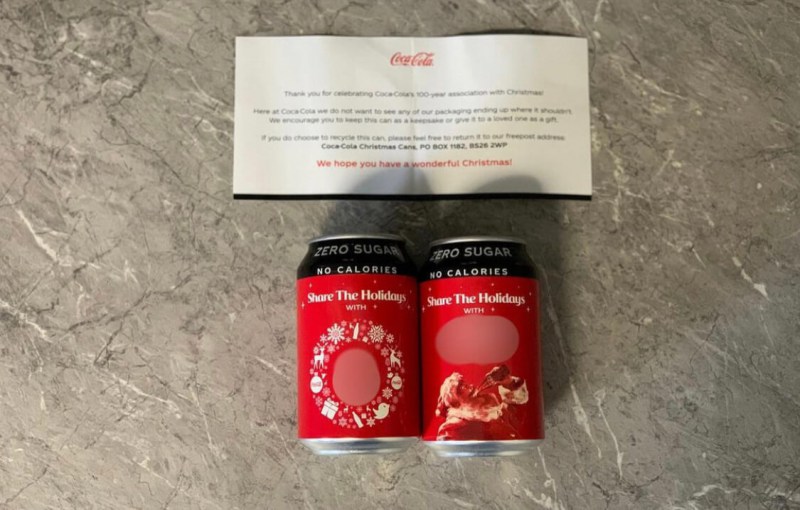 Coca-Cola
Thank you for celebrating Coca-Cola's 100-year association with Christmas!
Here at Coca-Cola we do not want to see any of our packaging ending up where it shouldn't.
We encourage you to keep this can as a keepsake or give it to a loved one as a gift.
If you do choose to recycle this can, please feel free to return it to our freepost address
Coca-Cola Christmas Cans, PO BOX 1182, BS26 2WP
We hope you have a wonderful Christmas!
ZERO SUGAR
NO CALORIES
Share The Holidays
WITH
ZERO SUGAR
NO CALORIES
Share The Holidays
WITH